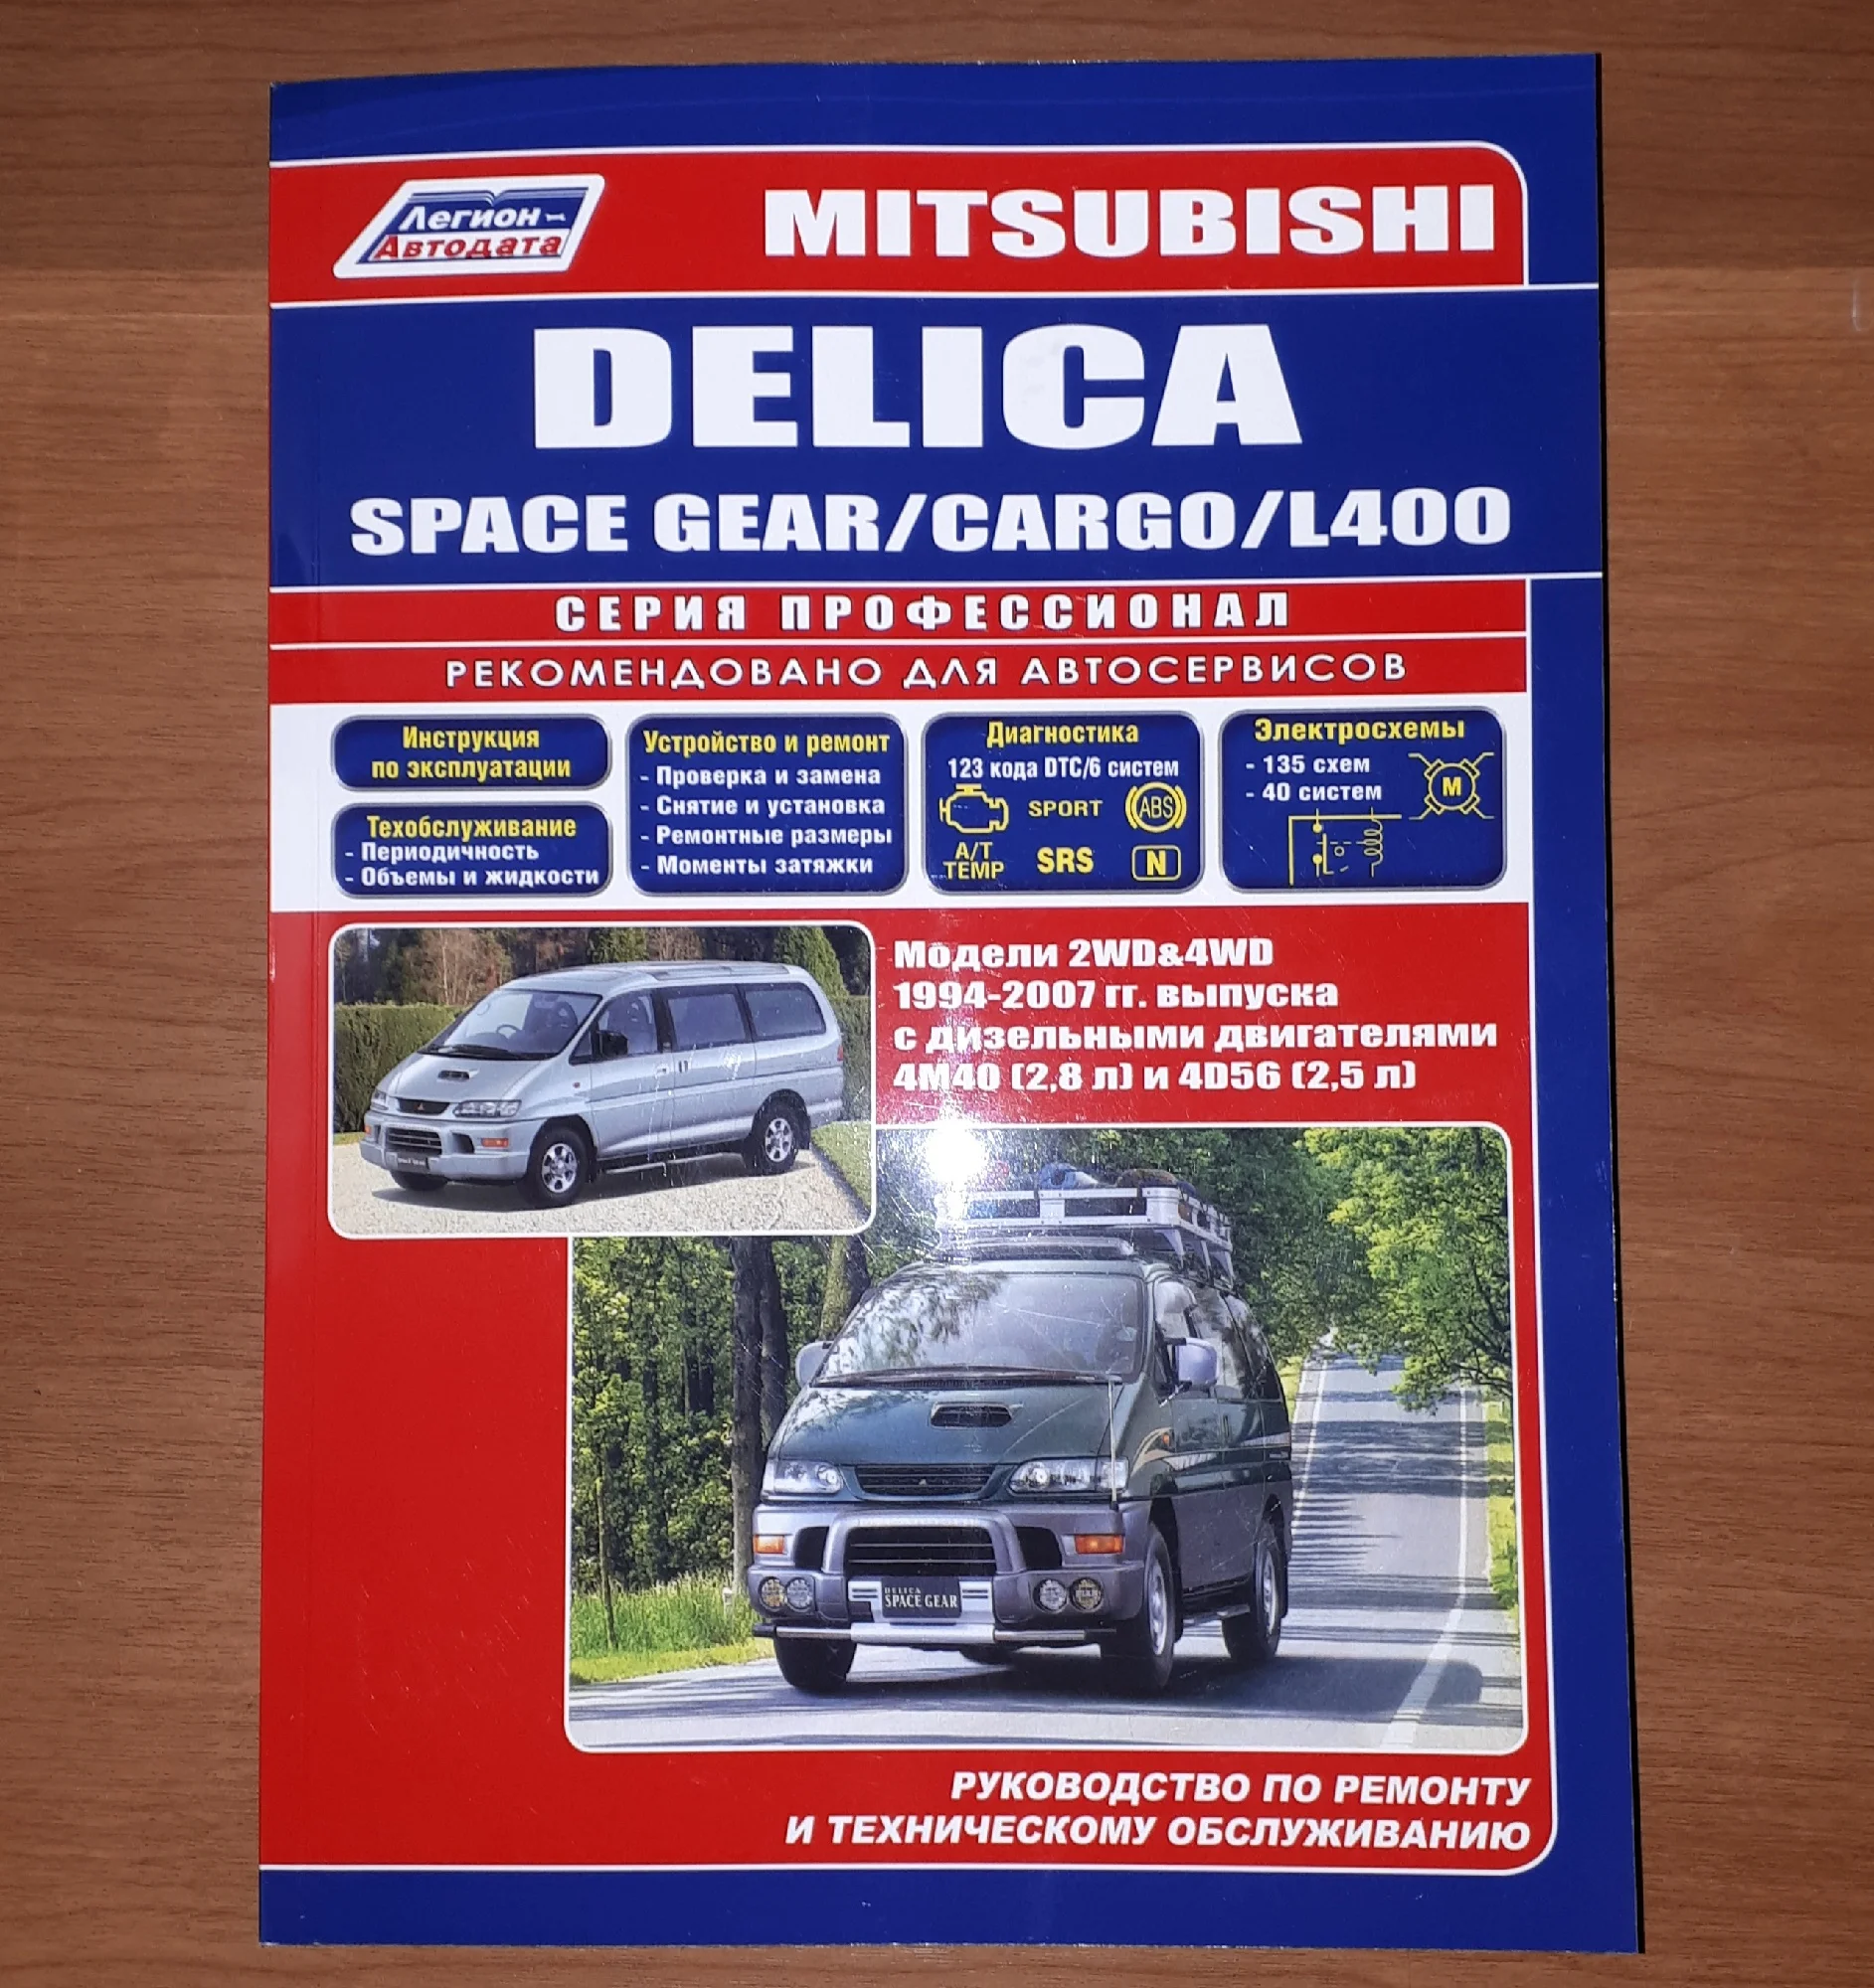 Легион-
Автодата
MITSUBISHI
DELICA
SPACE GEAR/CARGO/L400
СЕРИЯ ПРОФЕССИОНАЛ
РЕКОМЕНДОВАНО ДЛЯ АВТОСЕРВИСОВ
Инструкция
по эксплуатации
Техобслуживание
- Периодичность
- Объемы и жидкости
Устройство и ремонт
- Проверка и замена
- Снятие и установка
- Ремонтные размеры
- Моменты затяжки
Диагностика
123 кода DTC/6 систем
SPORT
ABS
A/T
TEMP
SRS
N
Электросхемы
- 135 схем
- 40 систем
M
Модели 2WD&4WD
1994-2007 гг. выпуска
с дизельными двигателями
4M40 (2,8 л) и 4D56 (2,5 л)
DELICA
SPACE GEAR
РУКОВОДСТВО ПО РЕМОНТУ
И ТЕХНИЧЕСКОМУ ОБСЛУЖИВАНИЮ